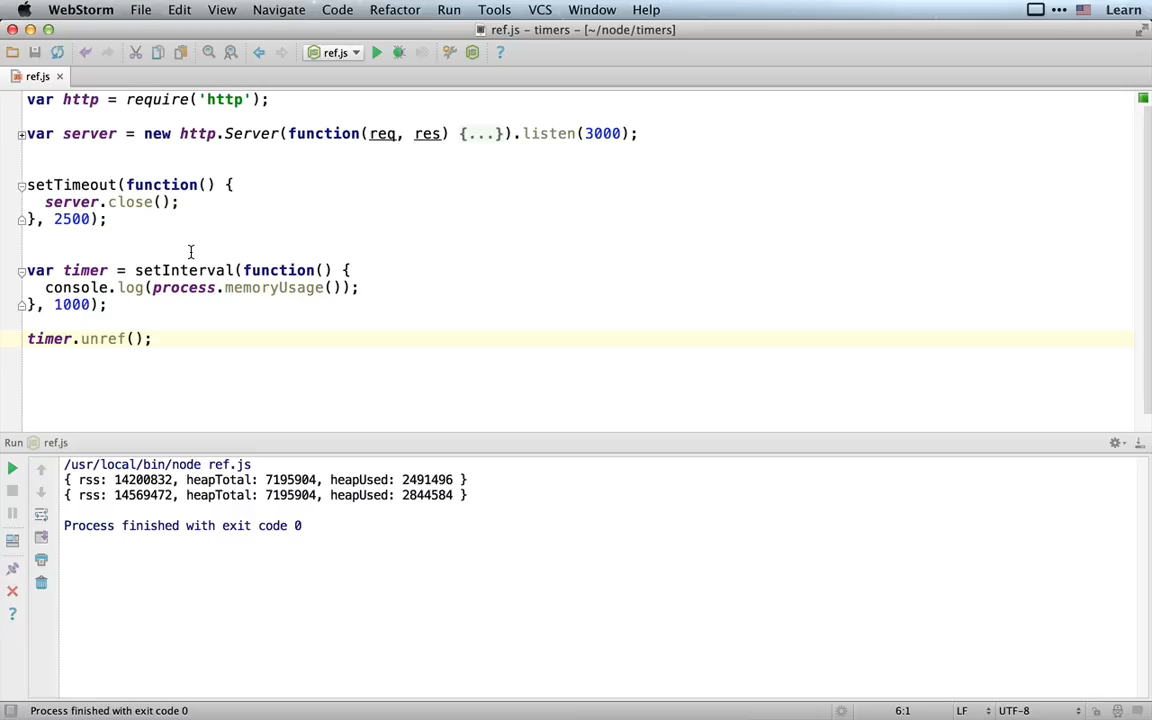 WebStorm File Edit View Navigate Code Refactor Run Tools VCS Window Help Learn
ref.js – timers – [~/node/timers]
ref.js
ref.js
var http = require('http');
var server = new http.Server(function(req, res) {...}).listen(3000);
setTimeout(function() {
server.close();
}, 2500);
var timer = setInterval(function() {
console.log(process.memoryUsage());
}, 1000);
timer.unref();
Run ref.js
/usr/local/bin/node ref.js
{ rss: 14200832, heapTotal: 7195904, heapUsed: 2491496 }
{ rss: 14569472, heapTotal: 7195904, heapUsed: 2844584 }
Process finished with exit code 0
Process finished with exit code 0 6:1 LF UTF-8